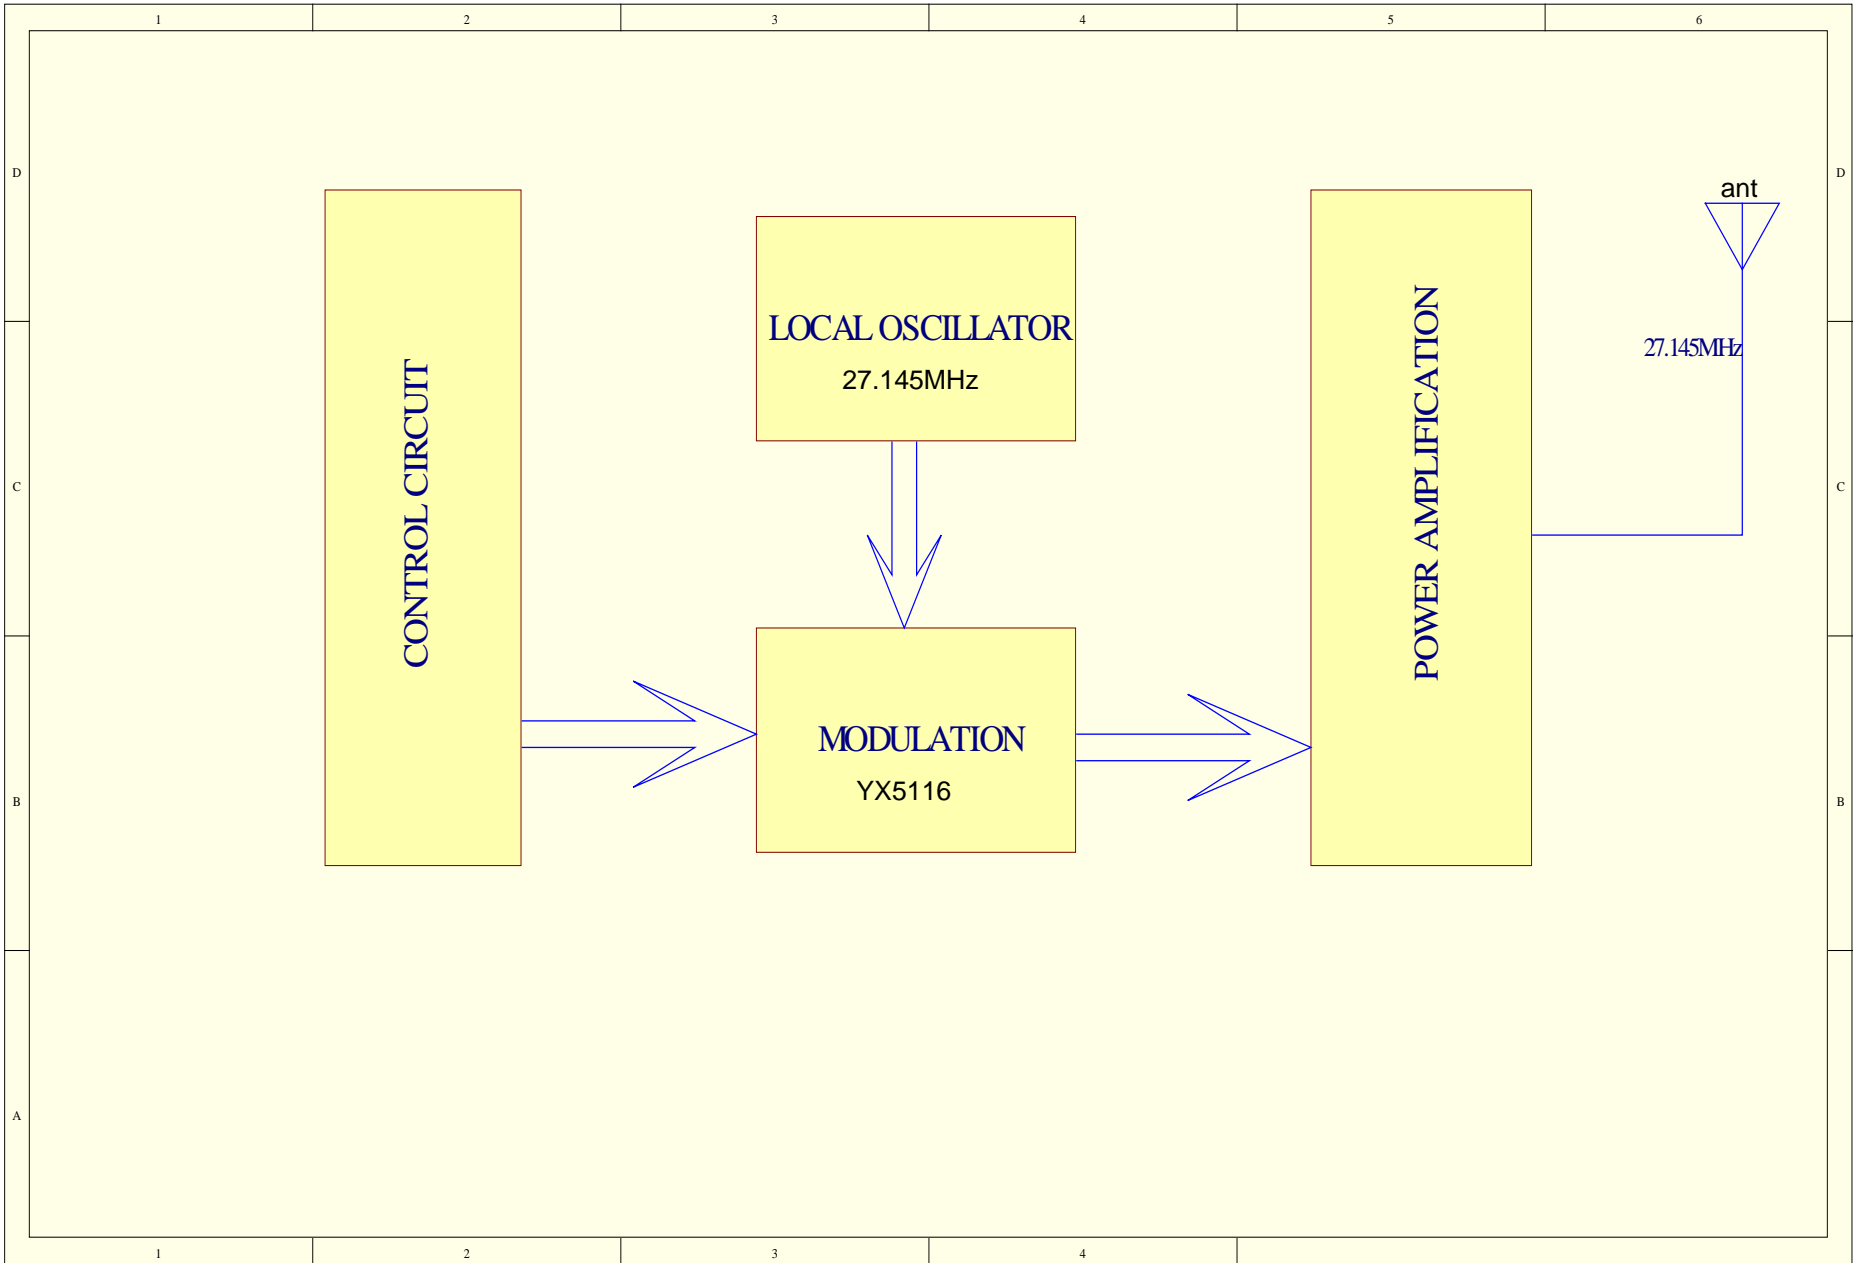 1 2 3 4 5 6
D D
ant
LOCAL OSCILLATOR
27.145MHz
27.145MHz
CONTROL CIRCUIT
POWER AMPLIFICATION
C C
MODULATION
YX5116
B B
A
1 2 3 4